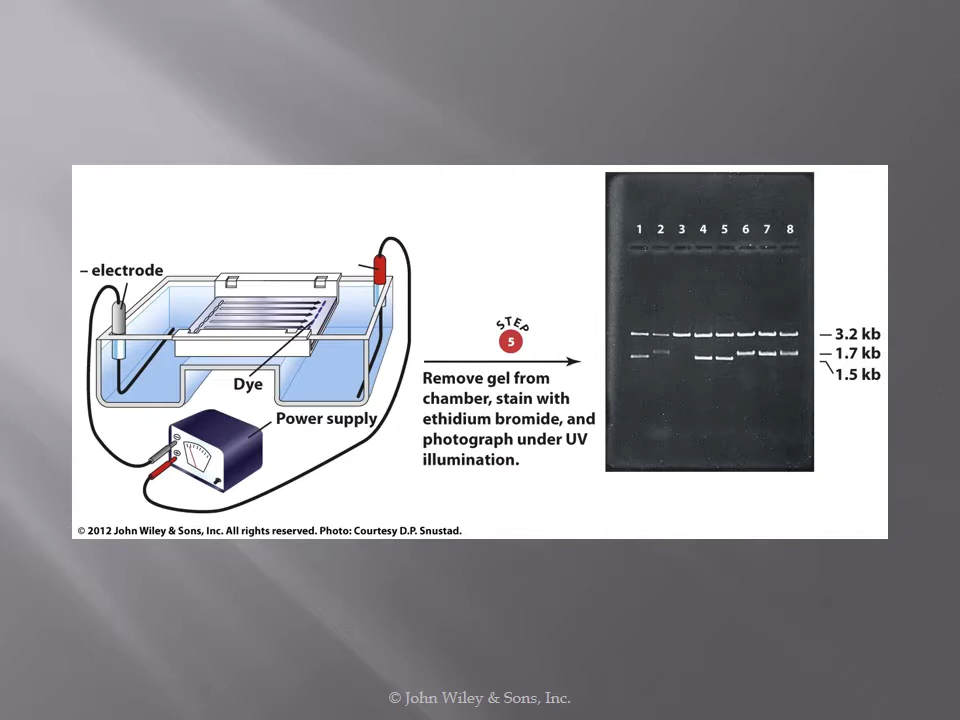 – electrode
Dye
Power supply
STEP
5
Remove gel from
chamber, stain with
ethidium bromide, and
photograph under UV
illumination.
1 2 3 4 5 6 7 8
– 3.2 kb
– 1.7 kb
1.5 kb
© 2012 John Wiley & Sons, Inc. All rights reserved. Photo: Courtesy D.P. Snustad.
© John Wiley & Sons, Inc.